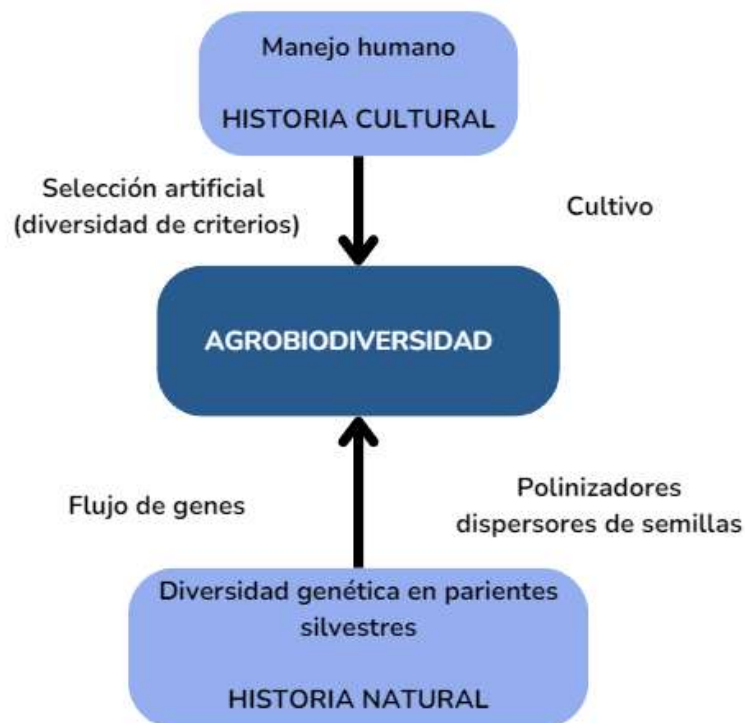 Manejo humano
HISTORIA CULTURAL
Selección artificial
(diversidad de criterios)
Cultivo
AGROBIODIVERSIDAD
Flujo de genes
Polinizadores
dispersores de semillas
Diversidad genética en parientes
silvestres
HISTORIA NATURAL